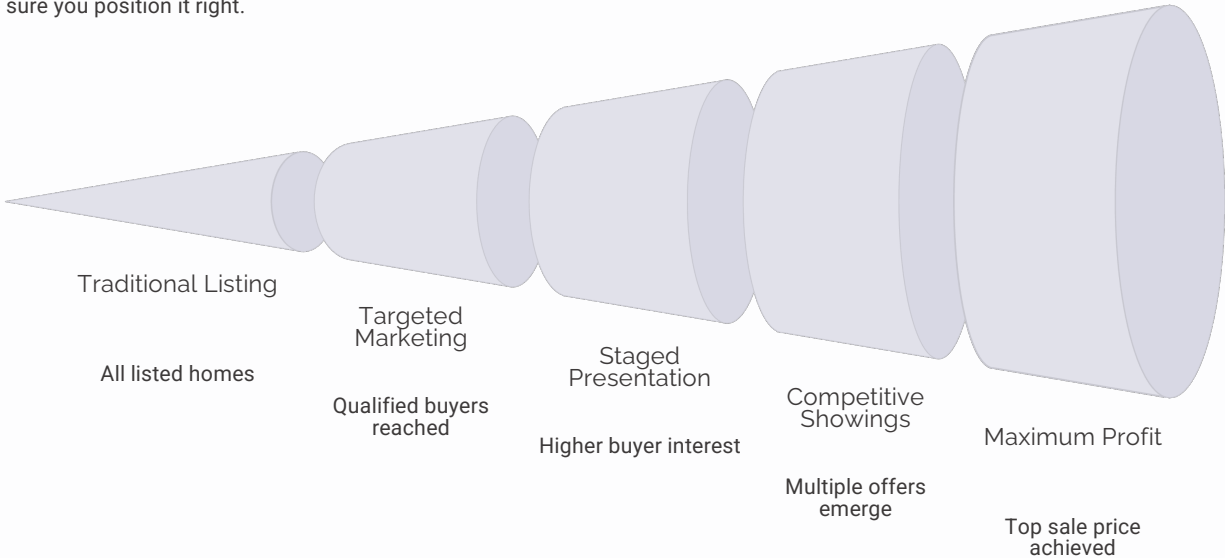 sure you position it right.
Traditional Listing
All listed homes
Targeted
Marketing
Qualified buyers
reached
Staged
Presentation
Higher buyer interest
Competitive
Showings
Multiple offers
emerge
Maximum Profit
Top sale price
achieved